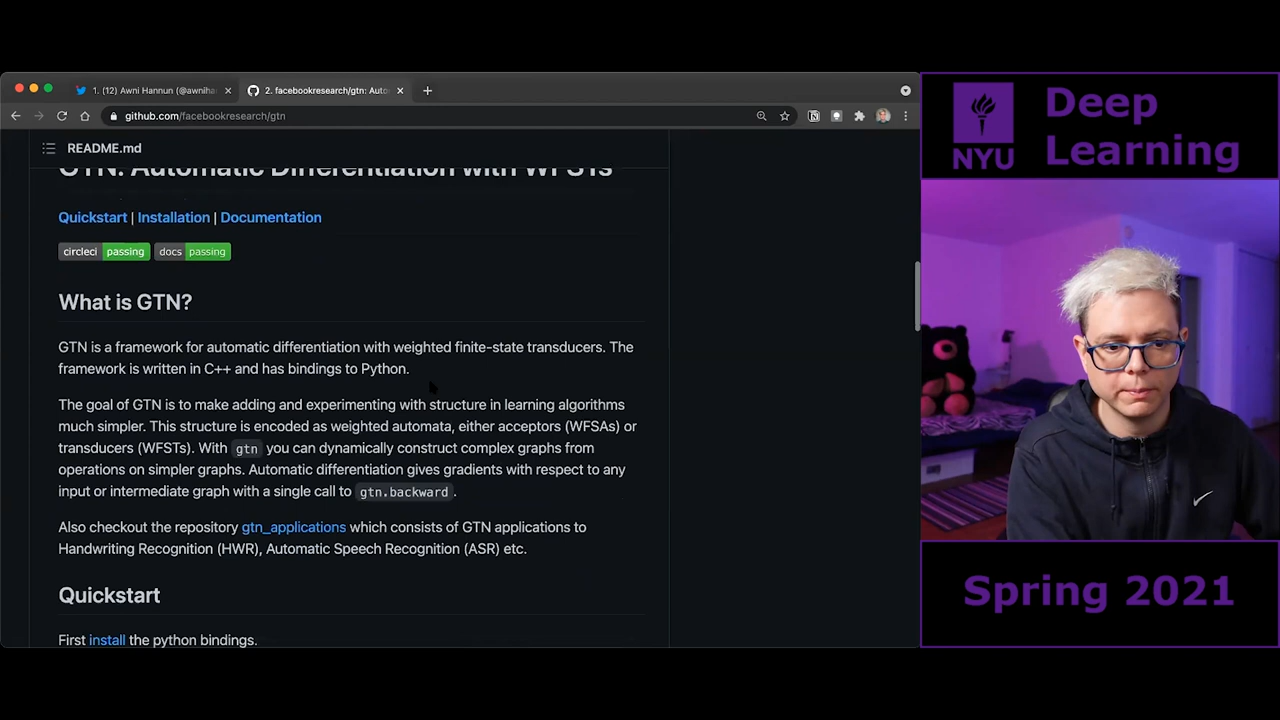 1. (12) Awni Hannun (@awniha
2. facebookresearch/gtn: Auto
github.com/facebookresearch/gtn
README.md
GTN: Automatic Differentiation with WFSTs
Quickstart | Installation | Documentation
circleci passing docs passing
What is GTN?
GTN is a framework for automatic differentiation with weighted finite-state transducers. The
framework is written in C++ and has bindings to Python.
The goal of GTN is to make adding and experimenting with structure in learning algorithms
much simpler. This structure is encoded as weighted automata, either acceptors (WFSAs) or
transducers (WFSTs). With gtn you can dynamically construct complex graphs from
operations on simpler graphs. Automatic differentiation gives gradients with respect to any
input or intermediate graph with a single call to gtn.backward.
Also checkout the repository gtn_applications which consists of GTN applications to
Handwriting Recognition (HWR), Automatic Speech Recognition (ASR) etc.
Quickstart
First install the python bindings.
NYU
Deep
Learning
Spring 2021